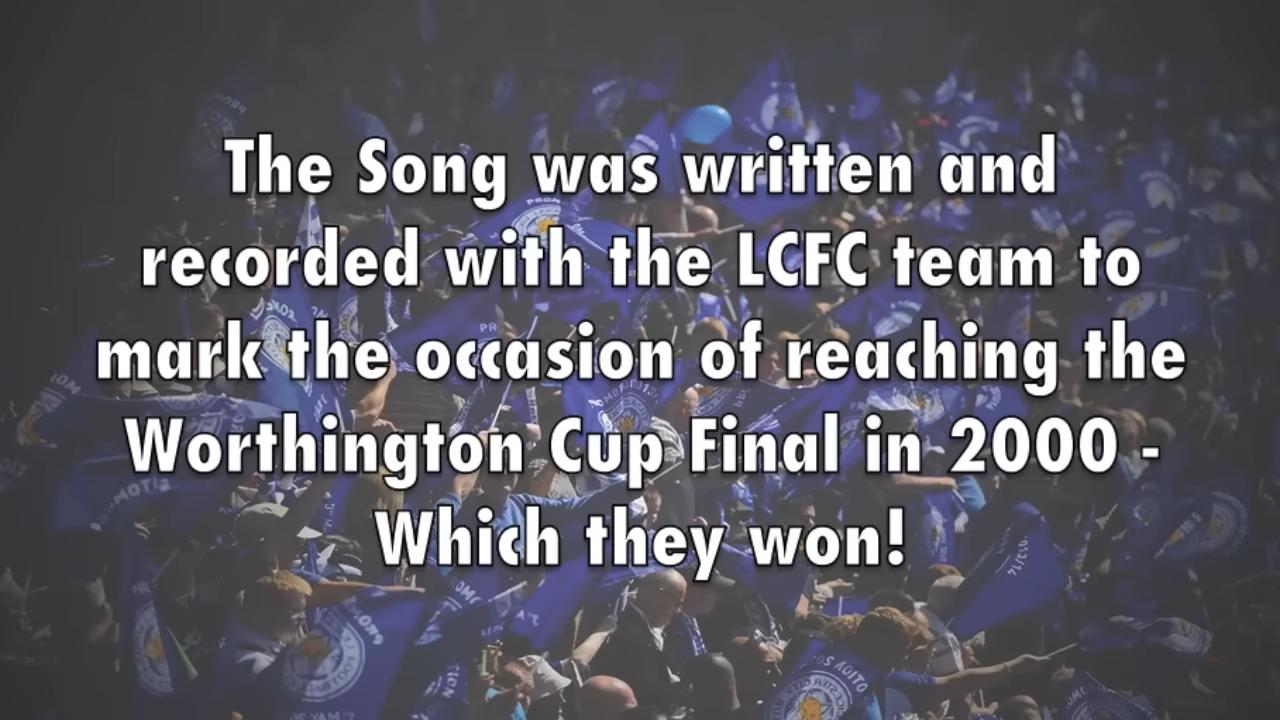 The Song was written and
recorded with the LCFC team to
mark the occasion of reaching the
Worthington Cup Final in 2000 -
Which they won!